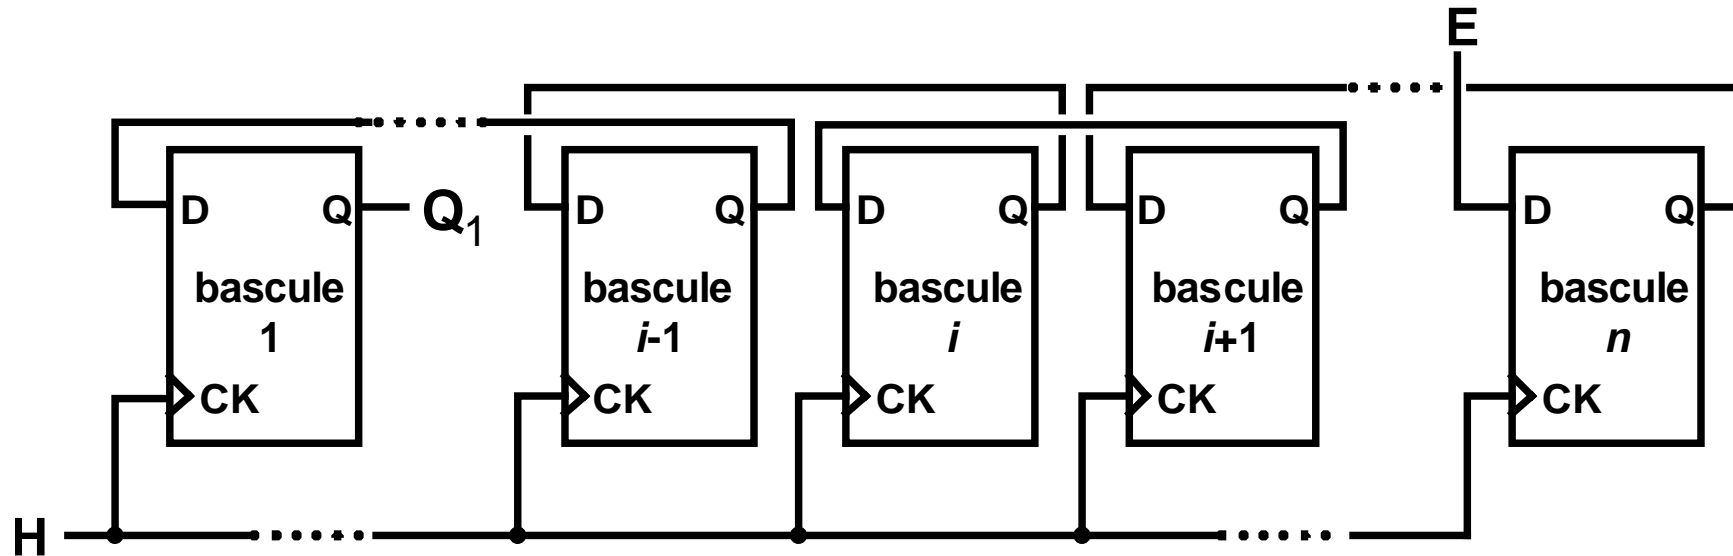 E
D Q Q1 D Q D Q D Q D Q
bascule bascule bascule bascule bascule
1 i-1 i i+1 n
CK CK CK CK CK
H